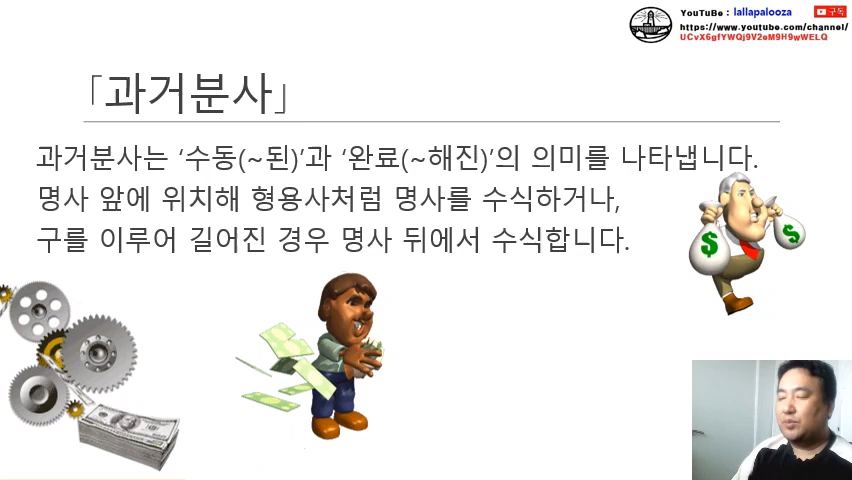 YouTuBe : lallapalooza
구독
https://www.youtube.com/channel/
UCvX6gfYWQj9V2eM9H9wWELQ
「과거분사」
과거분사는 ‘수동(~된)’과 ‘완료(~해진)’의 의미를 나타냅니다.
명사 앞에 위치해 형용사처럼 명사를 수식하거나,
구를 이루어 길어진 경우 명사 뒤에서 수식합니다.
$
$